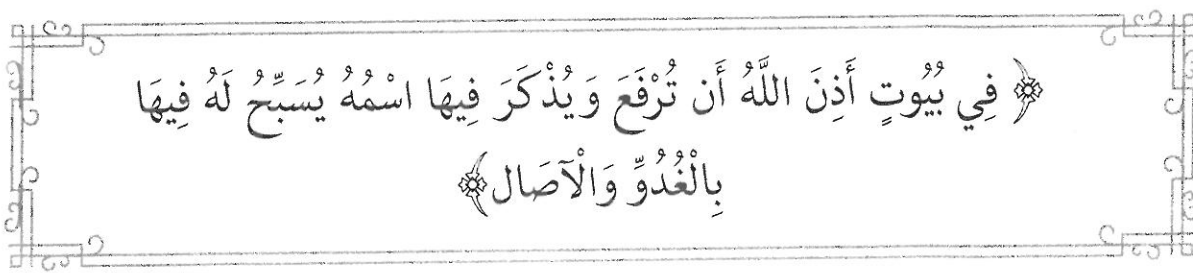 ﴿ فِي بُيُوتٍ أَذِنَ اللَّهُ أَن تُرْفَعَ وَيُذْكَرَ فِيهَا اسْمُهُ يُسَبِّحُ لَهُ فِيهَا
بِالْغُدُوِّ وَالْآصَال﴾